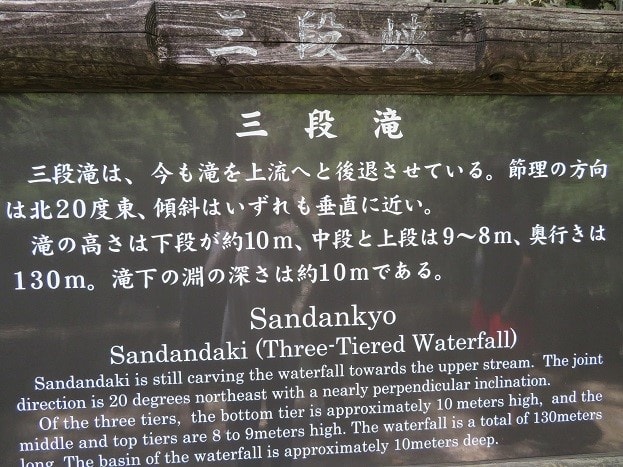 三段峡
三段滝
三段滝は、今も滝を上流へと後退させている。節理の方向
は北20度東、傾斜はいずれも垂直に近い。
滝の高さは下段が約10m、中段と上段は9～8m、奥行きは
130m。滝下の淵の深さは約10mである。
Sandankyo
Sandandaki (Three-Tiered Waterfall)
Sandandaki is still carving the waterfall towards the upper stream. The joint
direction is 20 degrees northeast with a nearly perpendicular inclination.
Of the three tiers, the bottom tier is approximately 10 meters high, and the
middle and top tiers are 8 to 9meters high. The waterfall is a total of 130meters
long. The basin of the waterfall is approximately 10meters deep.